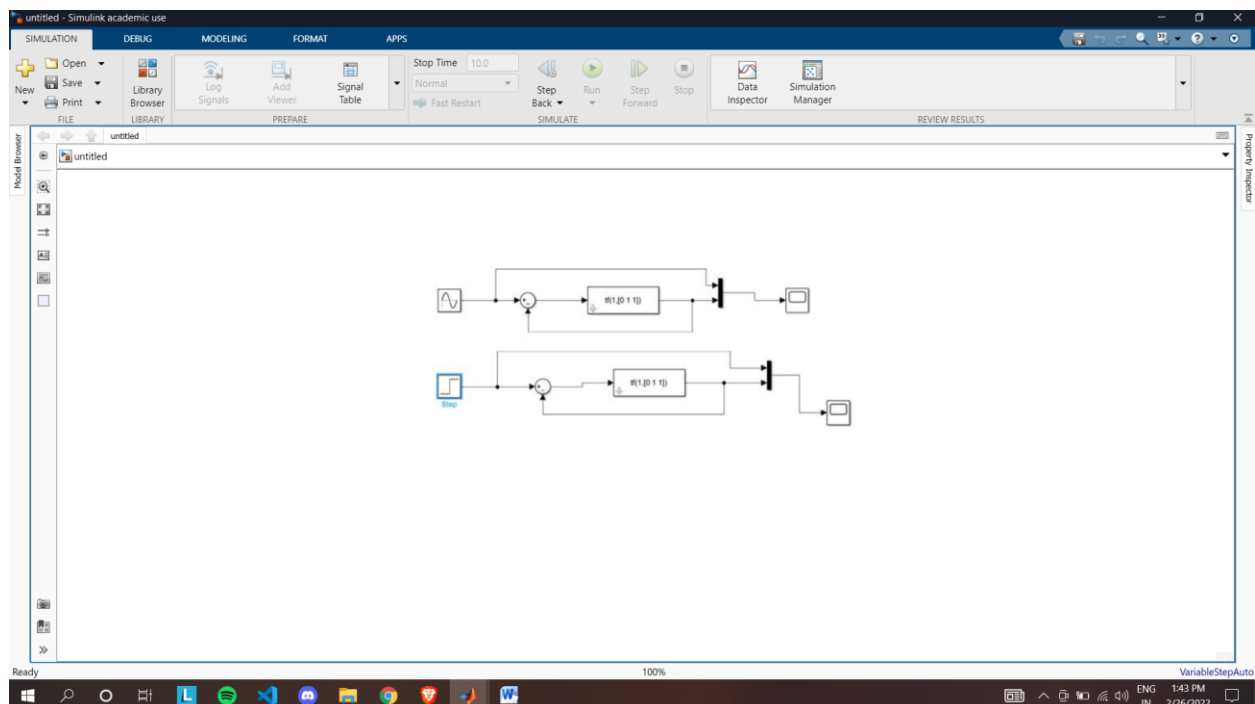 untitled - Simulink academic use
SIMULATION DEBUG MODELING FORMAT APPS
New
Open
Save
Print
FILE
Library Browser
LIBRARY
Log Signals
Add Viewer
Signal Table
PREPARE
Stop Time 10.0
Normal
Fast Restart
Step Back
Run
Step Forward
Stop
SIMULATE
Data Inspector
Simulation Manager
REVIEW RESULTS
Model Browser
untitled
untitled
Property Inspector
tf(1,[0 1 1])
tf(1,[0 1 1])
Step
Ready
100%
VariableStepAuto
ENG
IN
1:43 PM
2/26/2022